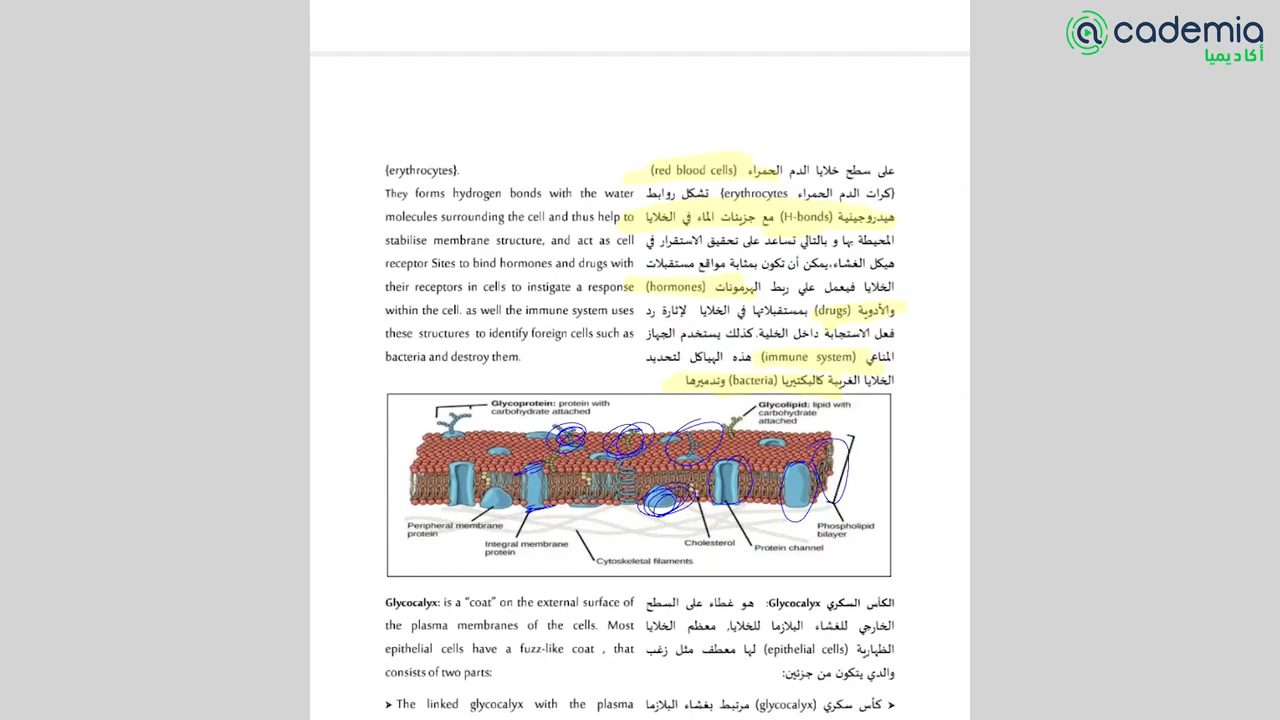 @cademia
أكاديميا
{erythrocytes}.
They forms hydrogen bonds with the water
molecules surrounding the cell and thus help to
stabilise membrane structure, and act as cell
receptor Sites to bind hormones and drugs with
their receptors in cells to instigate a response
within the cell. as well the immune system uses
these structures to identify foreign cells such as
bacteria and destroy them.
على سطح خلايا الدم الحمراء (red blood cells)
{كرات الدم الحمراء erythrocytes} تشكل روابط
هيدروجينية (H-bonds) مع جزيئات الماء في الخلايا
المحيطة بها و بالتالي تساعد على تحقيق الاستقرار في
هيكل الغشاء،يمكن أن تكون بمثابة مواقع مستقبلات
الخلايا فيعمل علي ربط الهرمونات (hormones)
والأدوية (drugs) بمستقبلاتها في الخلايا لإثارة رد
فعل الاستجابة داخل الخلية. كذلك يستخدم الجهاز
المناعي (immune system) هذه الهياكل لتحديد
الخلايا الغريبة كالبكتيريا (bacteria) وتدميرها
Glycoprotein: protein with
carbohydrate attached
Glycolipid: lipid with
carbohydrate
attached
Peripheral membrane
protein
Integral membrane
protein
Cytoskeletal filaments
Cholesterol
Protein channel
Phospholipid
bilayer
Glycocalyx: is a “coat” on the external surface of
the plasma membranes of the cells. Most
epithelial cells have a fuzz-like coat , that
consists of two parts:
➤ The linked glycocalyx with the plasma
الكأس السكري Glycocalyx: هو غطاء على السطح
الخارجي للغشاء البلازما للخلايا, معظم الخلايا
الظهارية (epithelial cells) لها معطف مثل زغب
والذي يتكون من جزئين:
➤ كأس سكري (glycocalyx) مرتبط بغشاء البلازما